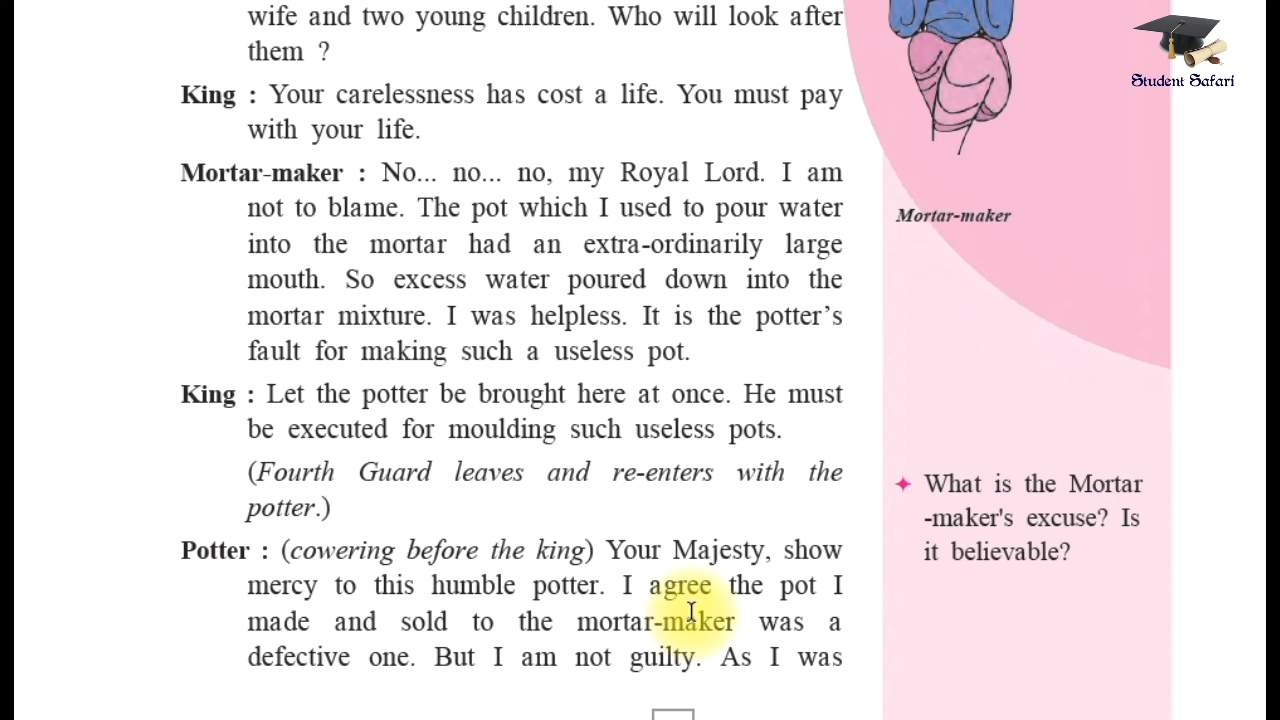 wife and two young children. Who will look after
them ?
King : Your carelessness has cost a life. You must pay
with your life.
Mortar-maker : No... no... no, my Royal Lord. I am
not to blame. The pot which I used to pour water
into the mortar had an extra-ordinarily large
mouth. So excess water poured down into the
mortar mixture. I was helpless. It is the potter’s
fault for making such a useless pot.
King : Let the potter be brought here at once. He must
be executed for moulding such useless pots.
(Fourth Guard leaves and re-enters with the
potter.)
Potter : (cowering before the king) Your Majesty, show
mercy to this humble potter. I agree the pot I
made and sold to the mortar-maker was a
defective one. But I am not guilty. As I was
Student Safari
Mortar-maker
✦ What is the Mortar
-maker's excuse? Is
it believable?